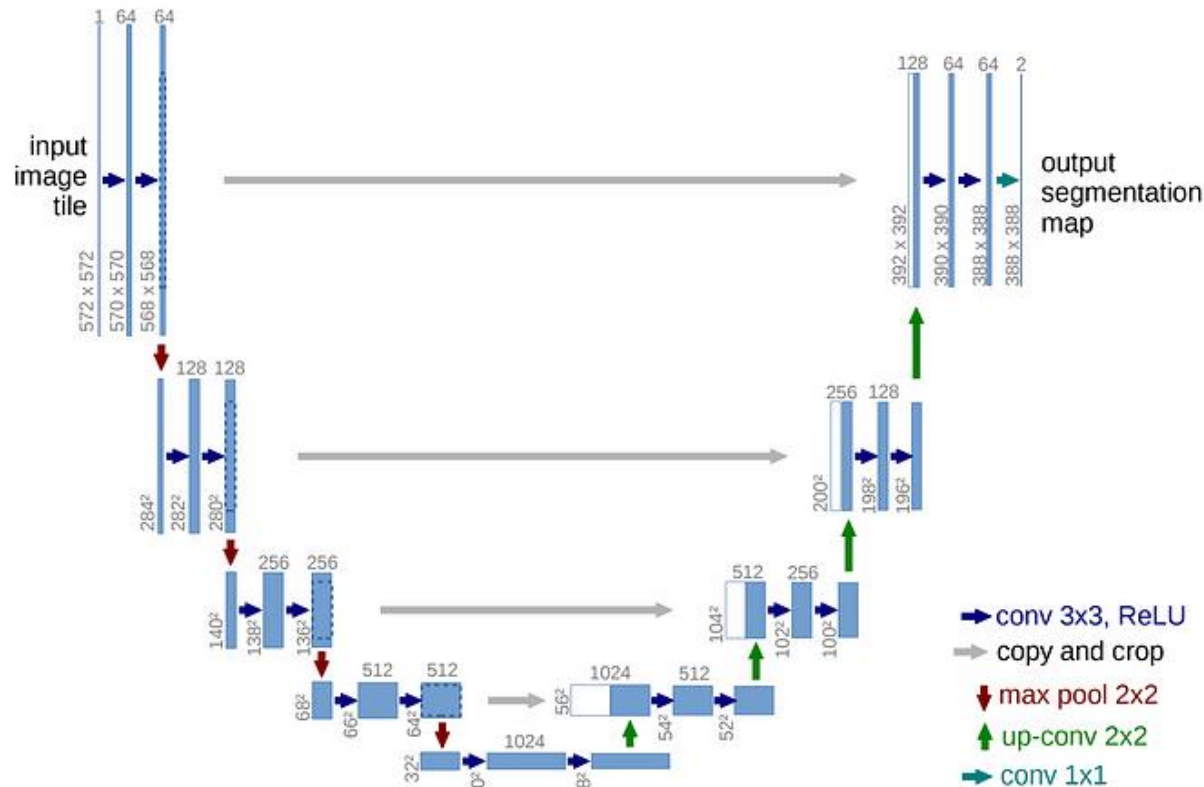 1
64
64
128
64
64
2
input
image
tile
output
segmentation
map
572 x 572
570 x 570
568 x 568
392 x 392
390 x 390
388 x 388
388 x 388
128
128
256
128
284²
282²
280²
200²
198²
196²
256
256
512
256
140²
138²
136²
104²
102²
100²
512
512
1024
512
68²
66²
64²
56²
54²
52²
1024
32²
conv 3x3, ReLU
copy and crop
max pool 2x2
up-conv 2x2
conv 1x1